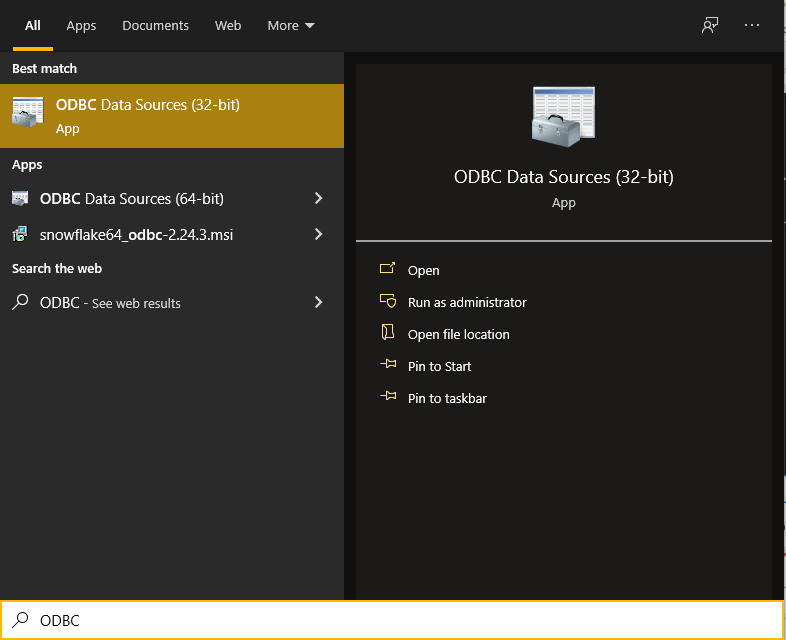 All Apps Documents Web More
Best match
ODBC Data Sources (32-bit)
App
Apps
ODBC Data Sources (64-bit)
snowflake64_odbc-2.24.3.msi
Search the web
ODBC - See web results
ODBC Data Sources (32-bit)
App
Open
Run as administrator
Open file location
Pin to Start
Pin to taskbar
ODBC